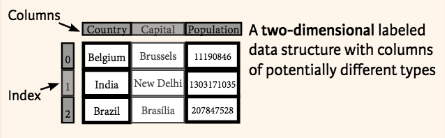 Columns
Country Capital Population
0 Belgium Brussels 11190846
1 India New Delhi 1303171035
2 Brazil Brasília 207847528
Index
A two-dimensional labeled
data structure with columns
of potentially different types